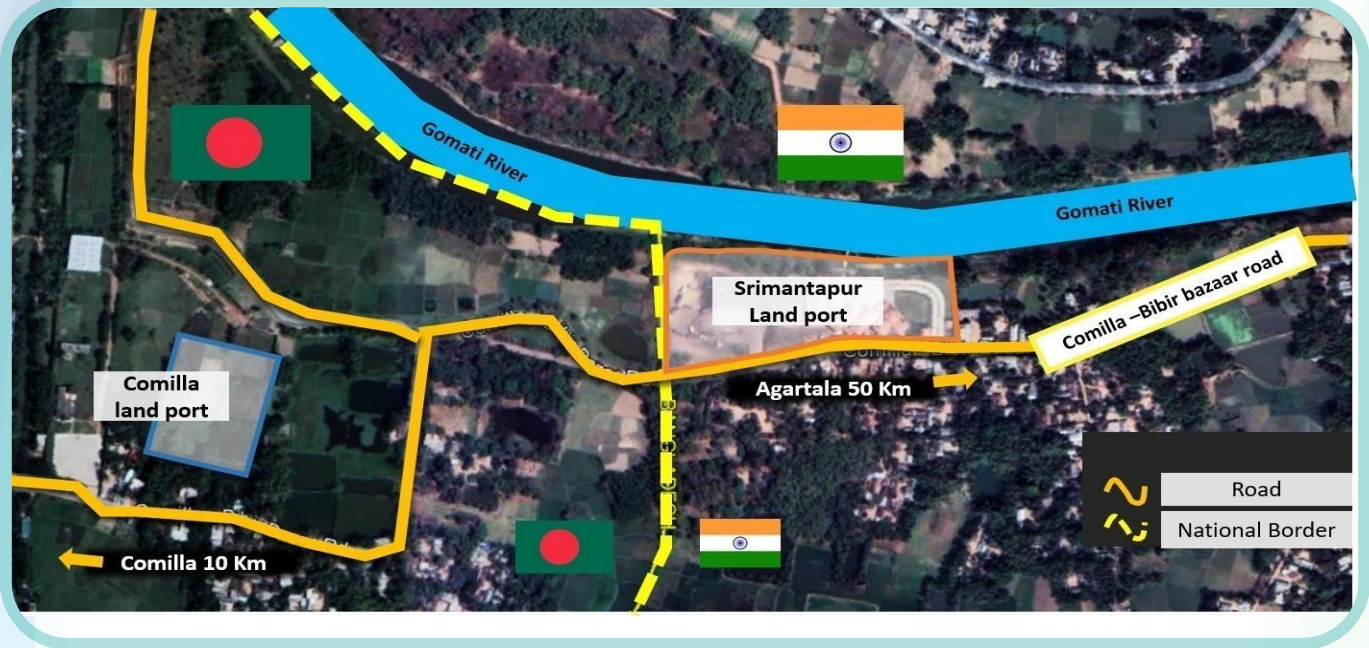 Gomati River
Gomati River
Srimantapur
Land port
Comilla –Bibir bazaar road
Comilla
land port
Agartala 50 Km
Comilla 10 Km
Road
National Border